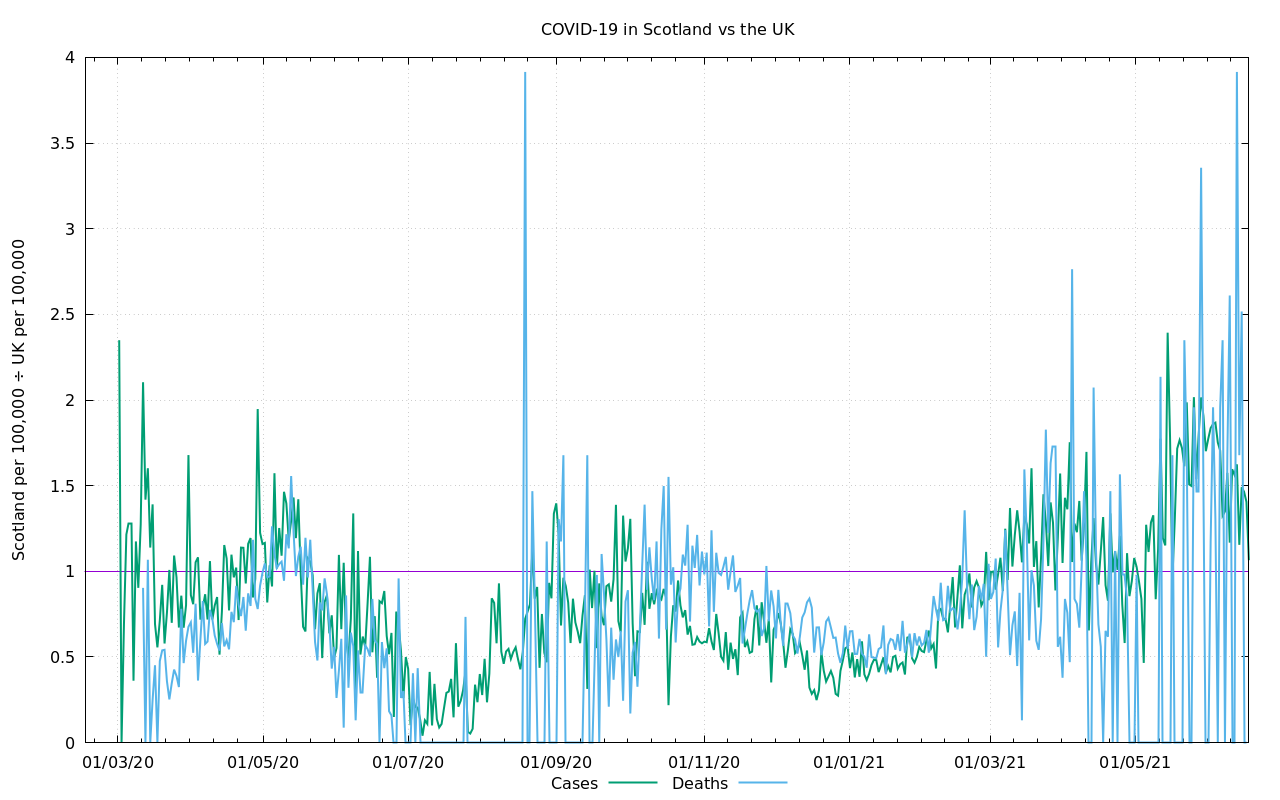 COVID-19 in Scotland vs the UK
Scotland per 100,000 ÷ UK per 100,000
4
3.5
3
2.5
2
1.5
1
0.5
0
01/03/20 01/05/20 01/07/20 01/09/20 01/11/20 01/01/21 01/03/21 01/05/21
Cases Deaths